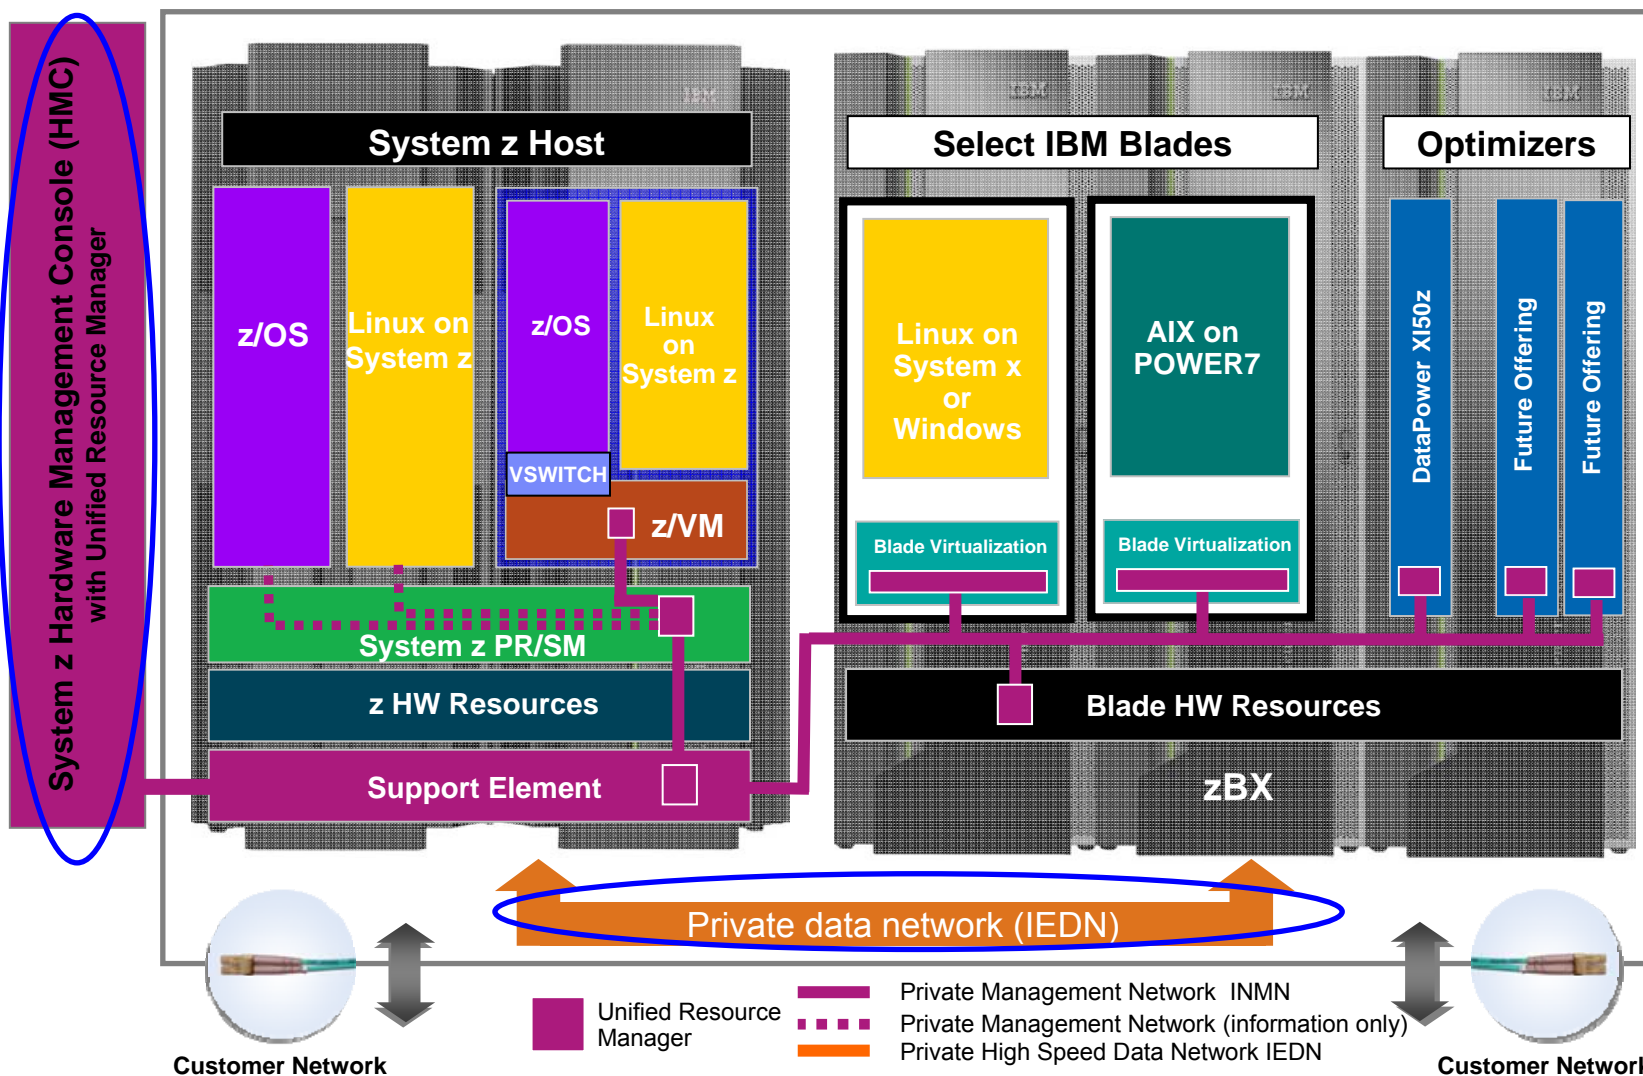 System z Hardware Management Console (HMC)
with Unified Resource Manager
IBM
IBM
IBM
IBM
System z Host
Select IBM Blades
Optimizers
z/OS
Linux on
System z
z/OS
Linux
on
System z
VSWITCH
z/VM
Linux on
System x
or
Windows
AIX on
POWER7
DataPower XI50z
Future Offering
Future Offering
Blade Virtualization
Blade Virtualization
System z PR/SM
z HW Resources
Blade HW Resources
Support Element
zBX
Private data network (IEDN)
Customer Network
Unified Resource
Manager
Private Management Network INMN
Private Management Network (information only)
Private High Speed Data Network IEDN
Customer Network